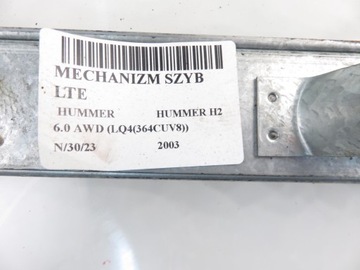 MECHANIZM SZYB
LTE
HUMMER HUMMER H2
6.0 AWD (LQ4(364CUV8))
N/30/23 2003